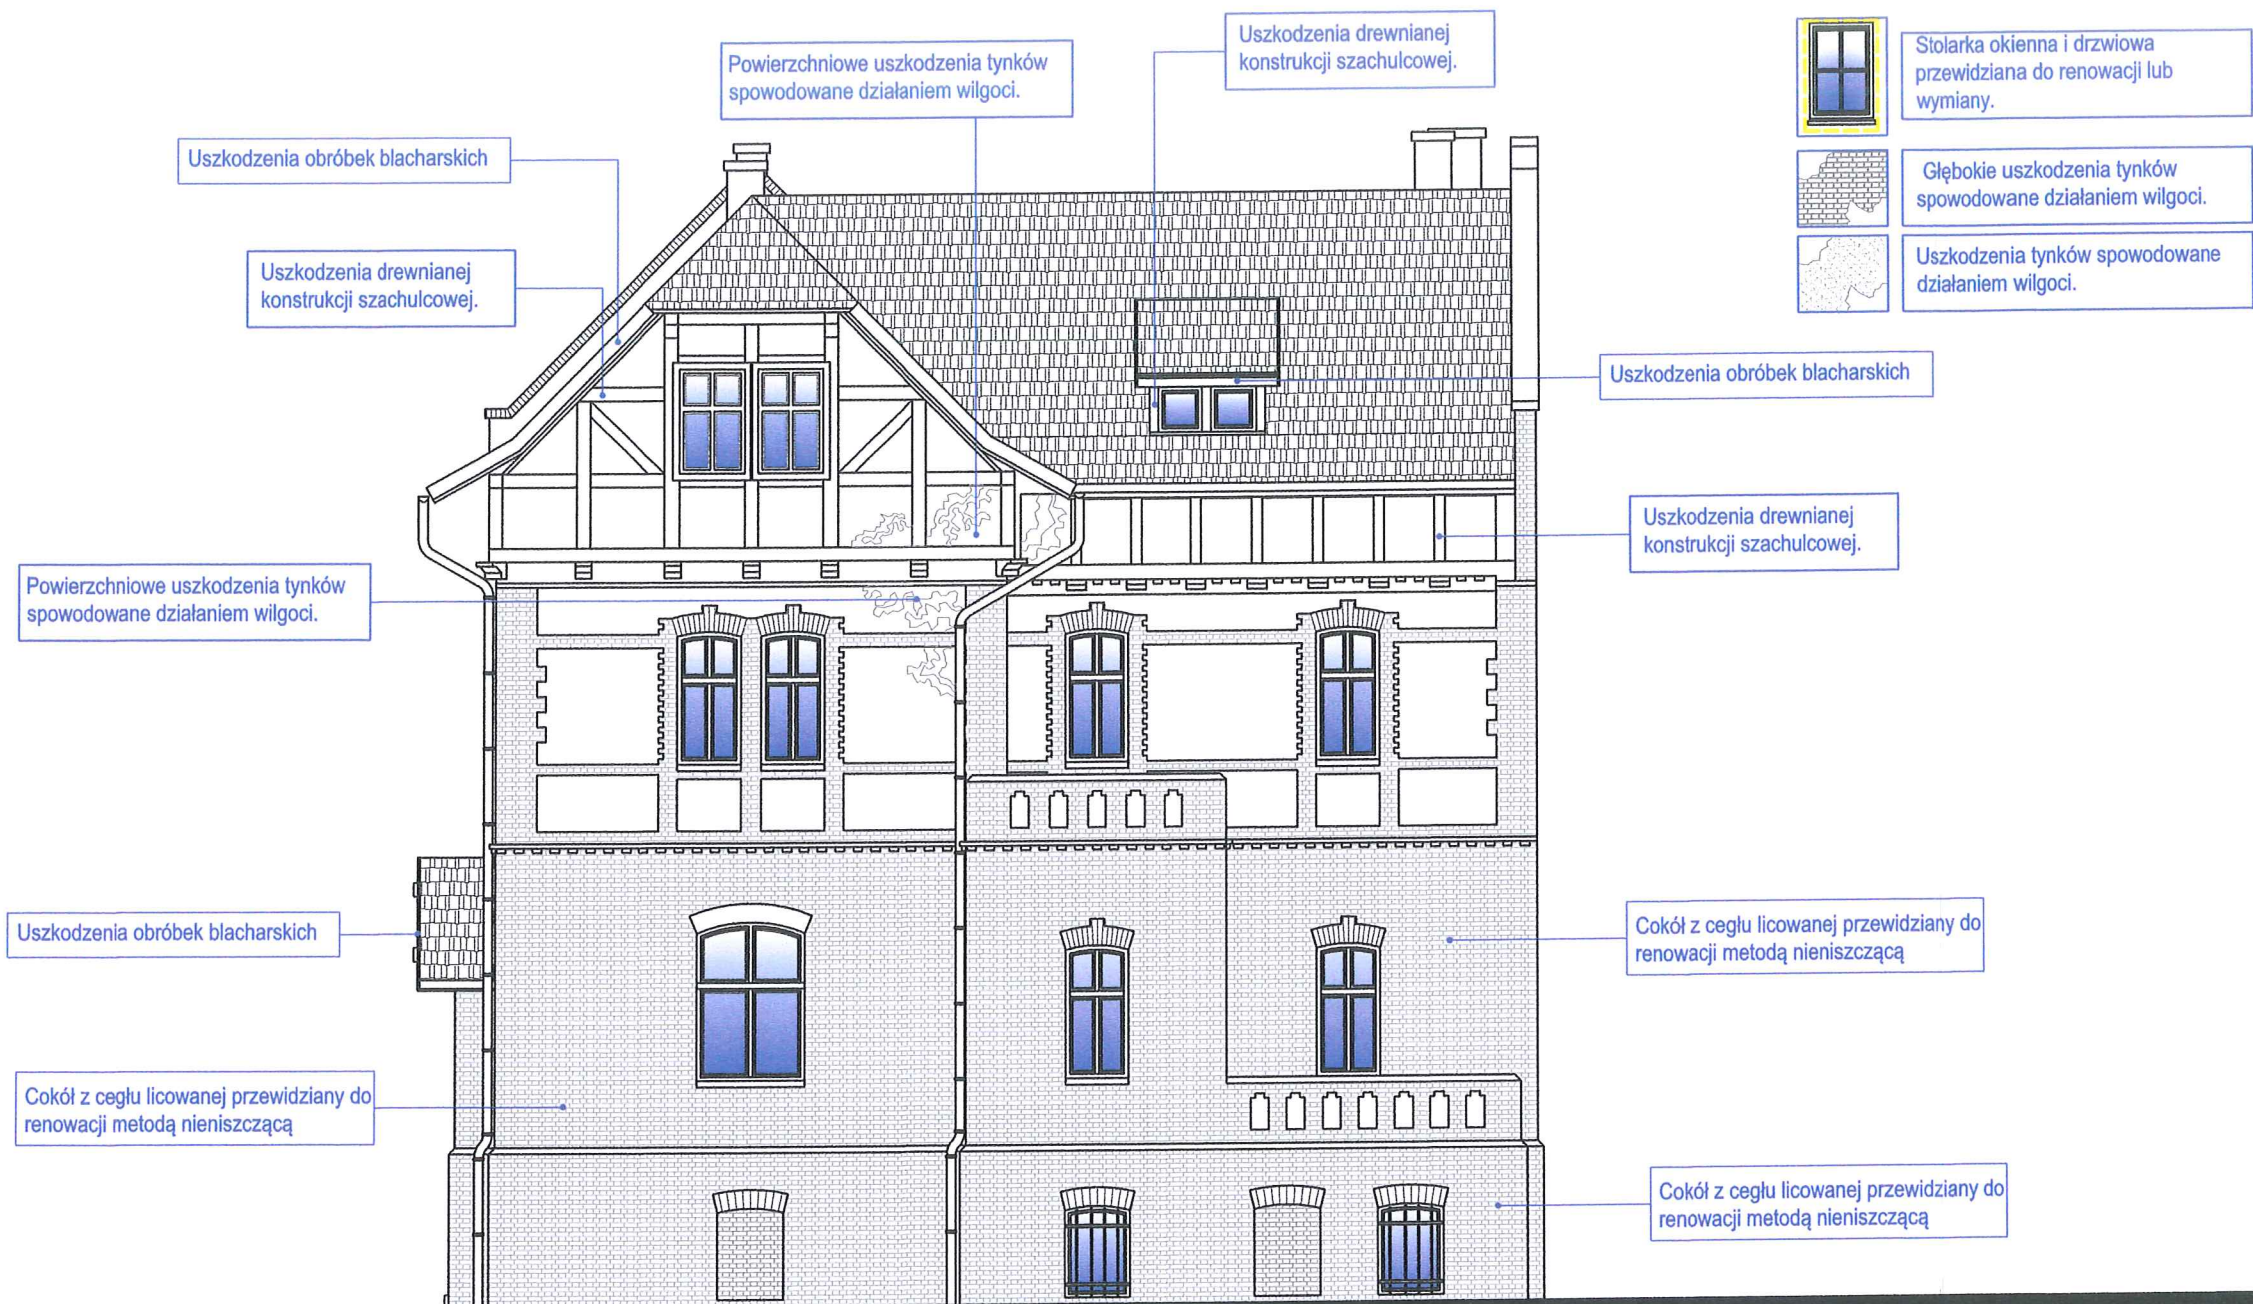 Uszkodzenia drewnianej
konstrukcji szachulcowej.
Powierzchniowe uszkodzenia tynków
spowodowane działaniem wilgoci.
Stolarka okienna i drzwiowa
przewidziana do renowacji lub
wymiany.
Uszkodzenia obróbek blacharskich
Głębokie uszkodzenia tynków
spowodowane działaniem wilgoci.
Uszkodzenia tynków spowodowane
działaniem wilgoci.
Uszkodzenia drewnianej
konstrukcji szachulcowej.
Uszkodzenia obróbek blacharskich
Uszkodzenia drewnianej
konstrukcji szachulcowej.
Powierzchniowe uszkodzenia tynków
spowodowane działaniem wilgoci.
Uszkodzenia obróbek blacharskich
Cokół z cegłu licowanej przewidziany do
renowacji metodą nieniszczącą
Cokół z cegłu licowanej przewidziany do
renowacji metodą nieniszczącą
Cokół z cegłu licowanej przewidziany do
renowacji metodą nieniszczącą